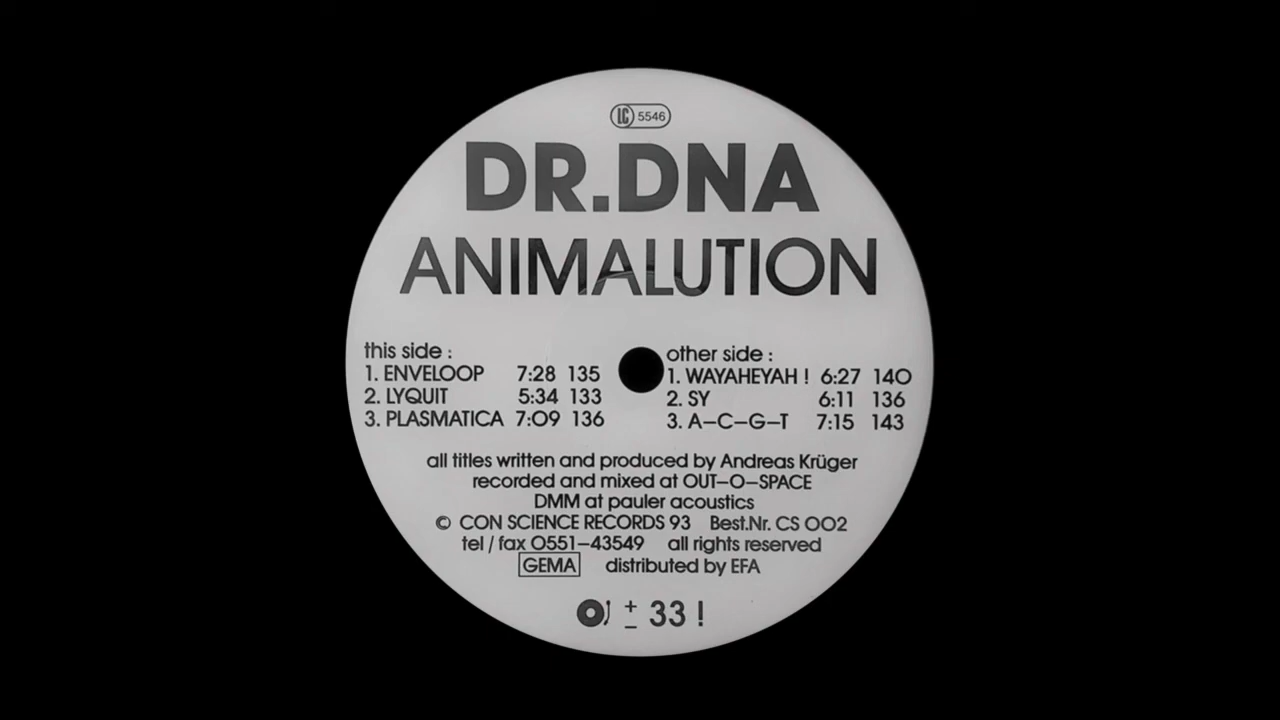 LC 5546
DR.DNA
ANIMALUTION
this side :
1. ENVELOOP 7:28 135
2. LYQUIT 5:34 133
3. PLASMATICA 7:09 136
other side :
1. WAYAHEYAH ! 6:27 140
2. SY 6:11 136
3. A–C–G–T 7:15 143
all titles written and produced by Andreas Krüger
recorded and mixed at OUT–O–SPACE
DMM at pauler acoustics
© CON SCIENCE RECORDS 93 Best.Nr. CS 002
tel / fax 0551–43549 all rights reserved
GEMA distributed by EFA
± 33 !